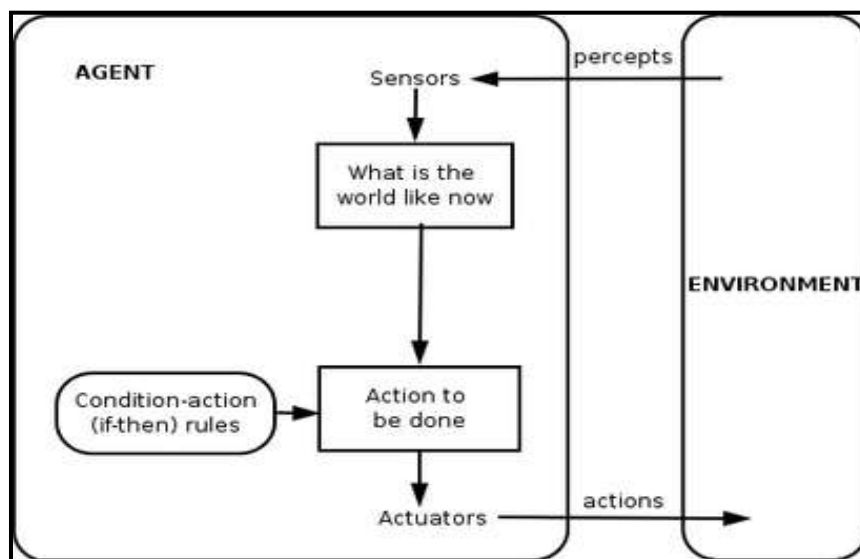 AGENT
Sensors
percepts
What is the
world like now
ENVIRONMENT
Condition-action
(if-then) rules
Action to
be done
Actuators
actions